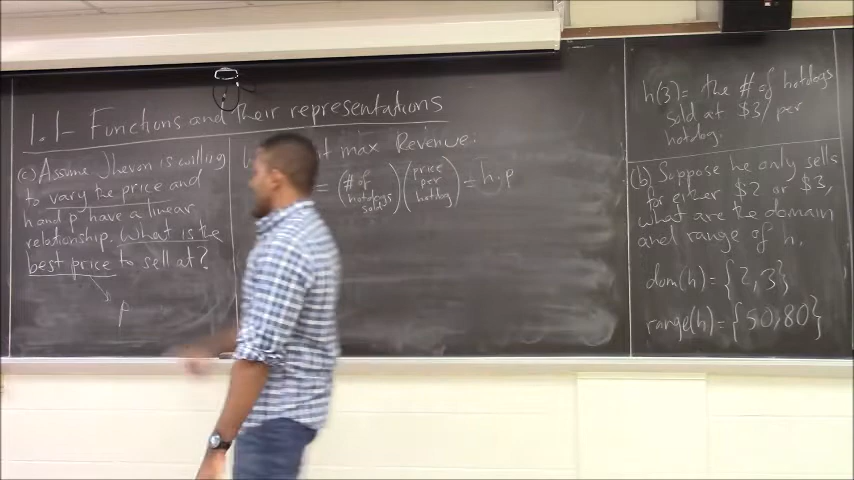 1.1- Functions and their representations
(c) Assume Jhevon is willing
to vary the price and
h and p have a linear
relationship. What is the
best price to sell at?
p
t max Revenue:
= (# of hotdogs sold) (price per hotdog) = h·p
h(3) = the # of hotdogs
sold at $3 per
hotdog.
(b) Suppose he only sells
for either $2 or $3,
what are the domain
and range of h.
dom(h) = {2,3}
range(h) = {50,80}